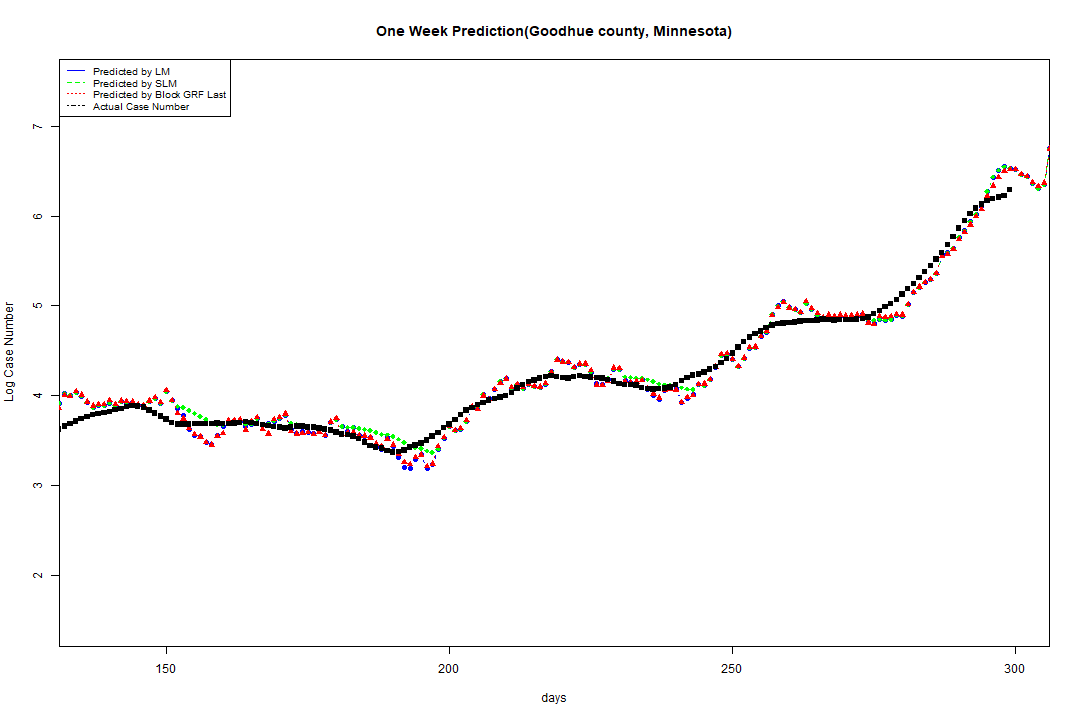 One Week Prediction(Goodhue county, Minnesota)
Predicted by LM
Predicted by SLM
Predicted by Block GRF Last
Actual Case Number
7
6
5
4
3
2
Log Case Number
150
200
250
300
days